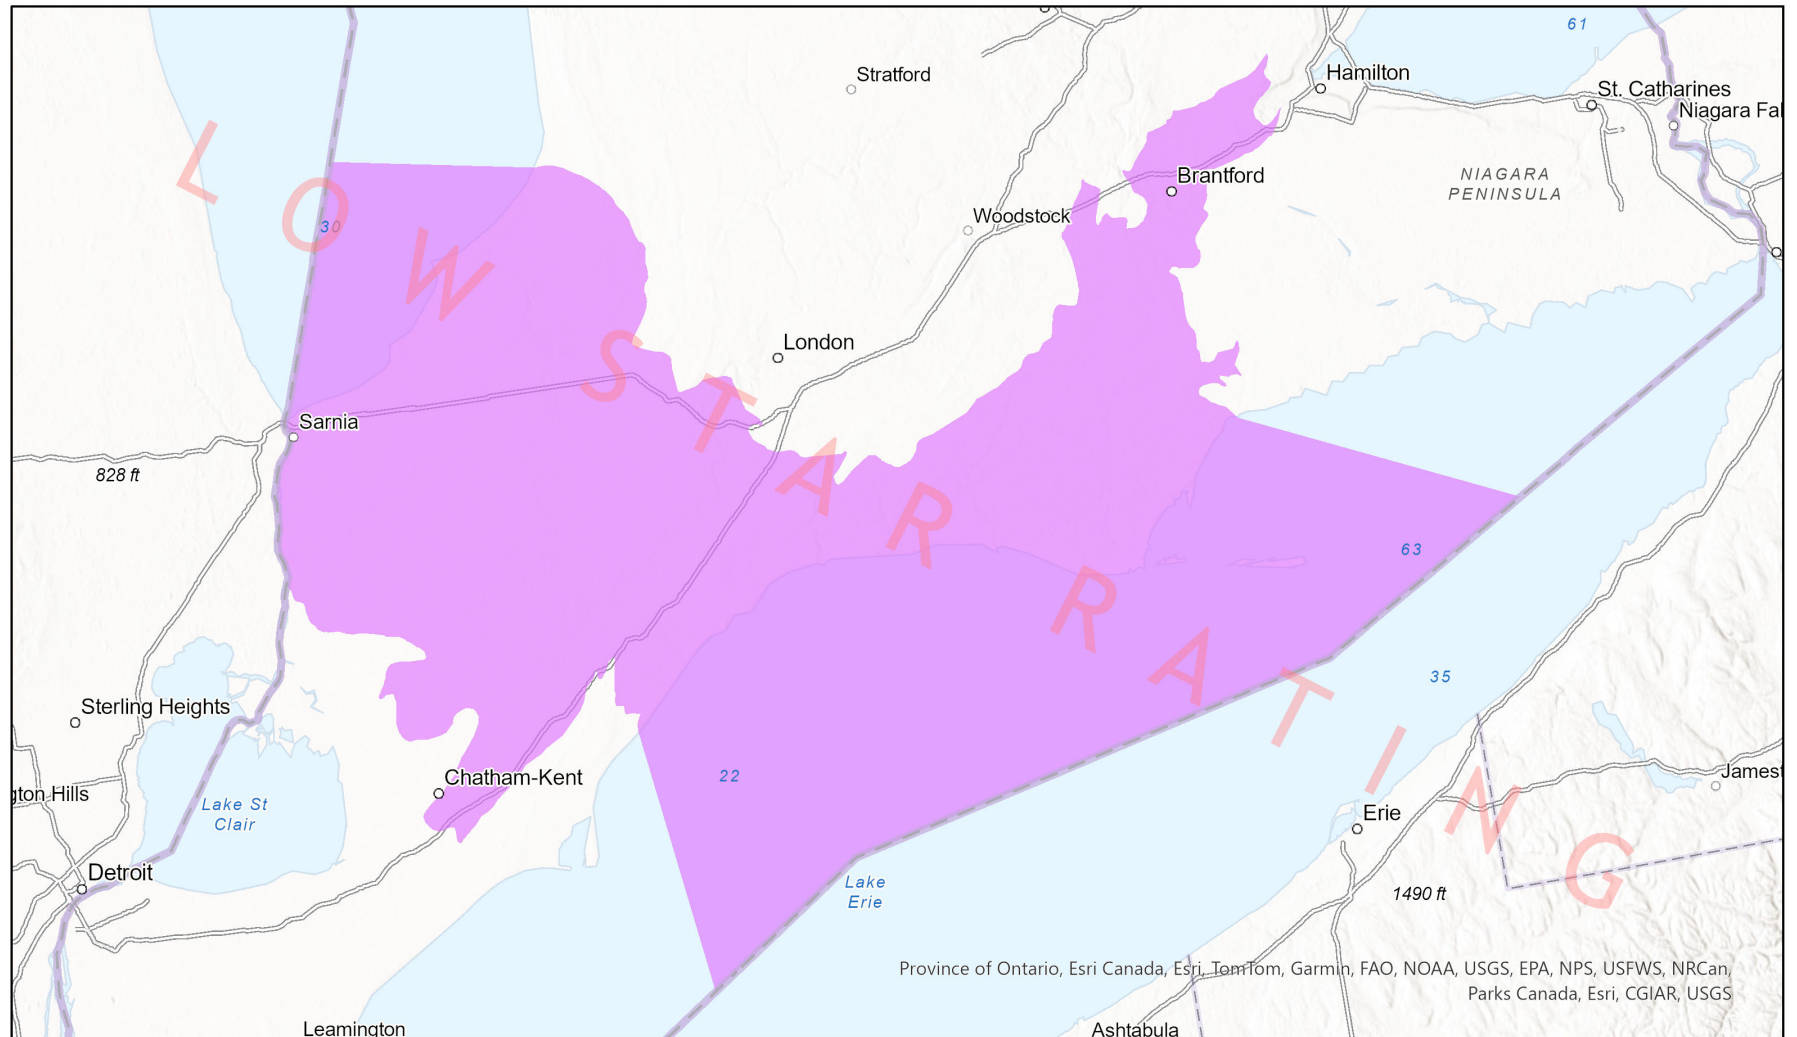 61
Stratford
Hamilton
St. Catharines
Niagara Fal
NIAGARA
PENINSULA
Brantford
Woodstock
30
London
Sarnia
828 ft
63
35
Sterling Heights
22
Chatham-Kent
gton Hills
Lake St
Clair
Jamest
Erie
Detroit
Lake
Erie
1490 ft
Leamington
Ashtabula
LOW STAR RATING
Province of Ontario, Esri Canada, Esri, TomTom, Garmin, FAO, NOAA, USGS, EPA, NPS, USFWS, NRCan,
Parks Canada, Esri, CGIAR, USGS